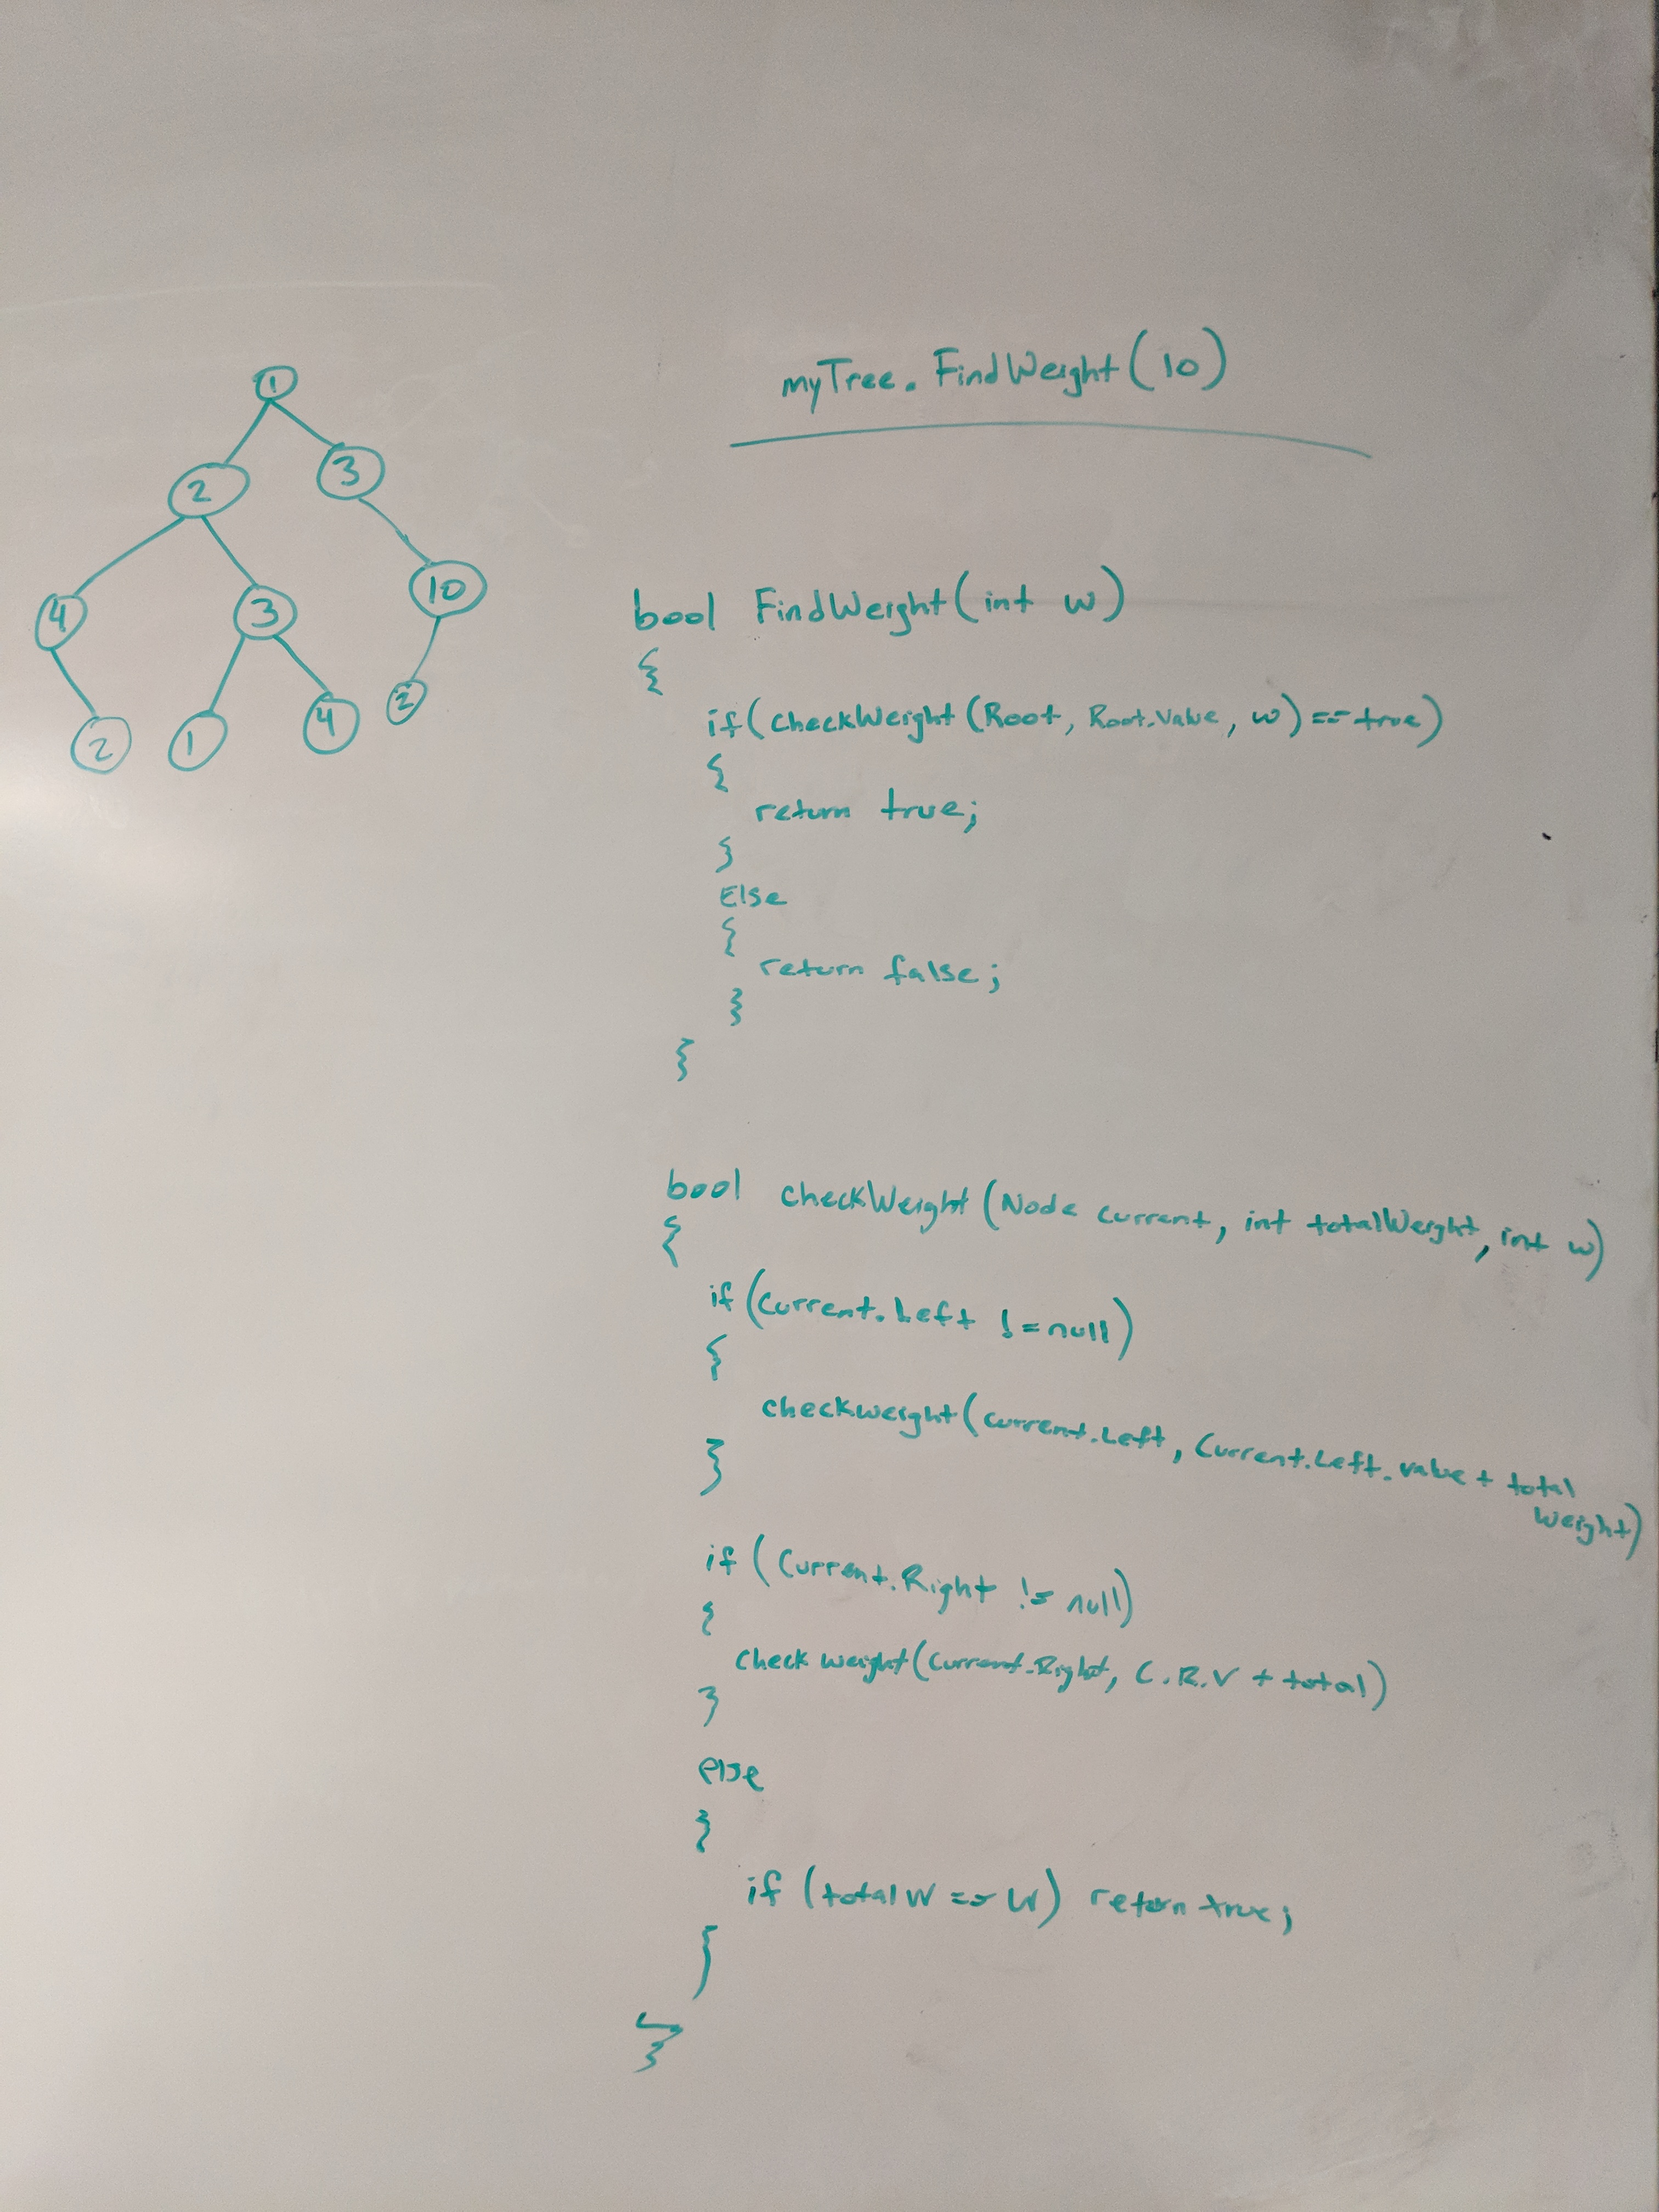 1
2 3
4 3 10
2 1 4 2
myTree.FindWeight(10)
bool FindWeight(int w)
{
if(checkWeight(Root, Root.Value, w) == true)
{
return true;
}
Else
{
return false;
}
}
bool checkWeight(Node current, int totalWeight, int w)
{
if(Current.Left != null)
{
checkweight(current.Left, Current.Left.value + total
Weight)
}
if (Current.Right != null)
{
check weight(current.Right, C.R.V + total)
}
else
{
if (totalW == W) return true;
}
}